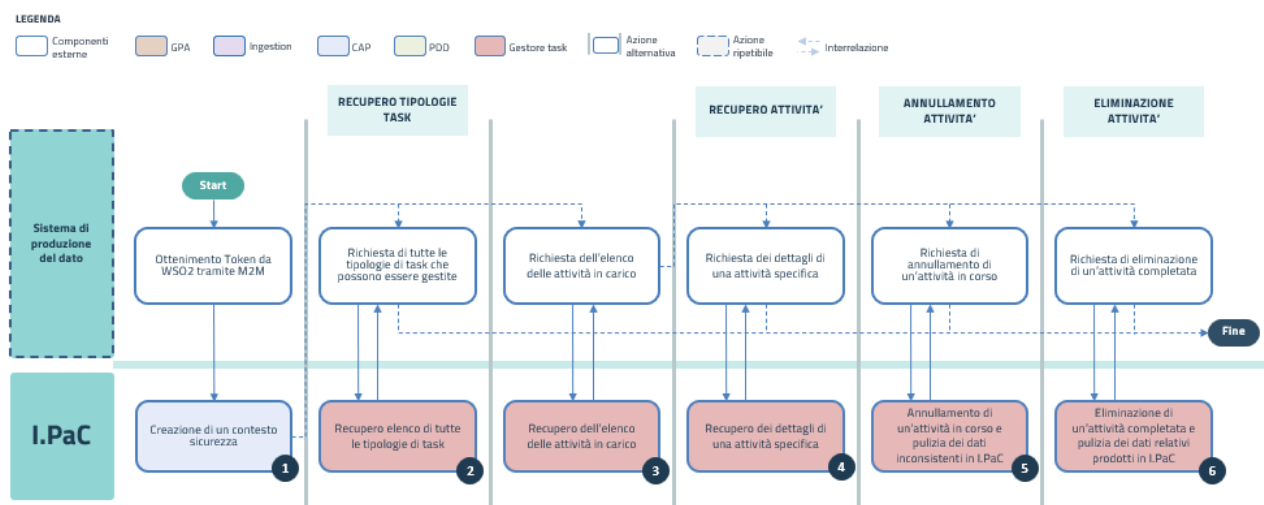 LEGENDA
Componenti
esterne
GPA
Ingestion
CAP
PDD
Gestore task
Azione
alternativa
Azione
ripetibile
Interrelazione
RECUPERO TIPOLOGIE
TASK
RECUPERO ATTIVITA’
ANNULLAMENTO
ATTIVITA’
ELIMINAZIONE
ATTIVITA’
Sistema di
produzione
del dato
Start
Ottenimento Token da
WSO2 tramite M2M
Richiesta di tutte le
tipologie di task che
possono essere gestite
Richiesta dell’elenco
delle attività in carico
Richiesta dei dettagli di
una attività specifica
Richiesta di
annullamento di
un’attività in corso
Richiesta di eliminazione
di un’attività completata
Fine
I.PaC
Creazione di un contesto
sicurezza
1
Recupero elenco di tutte
le tipologie di task
2
Recupero dell’elenco
delle attività in carico
3
Recupero dei dettagli di
una attività specifica
4
Annullamento di
un’attività in corso e
pulizia dei dati
inconsistenti in I.PaC
5
Eliminazione di
un’attività completata e
pulizia dei dati relativi
prodotti in I.PaC
6